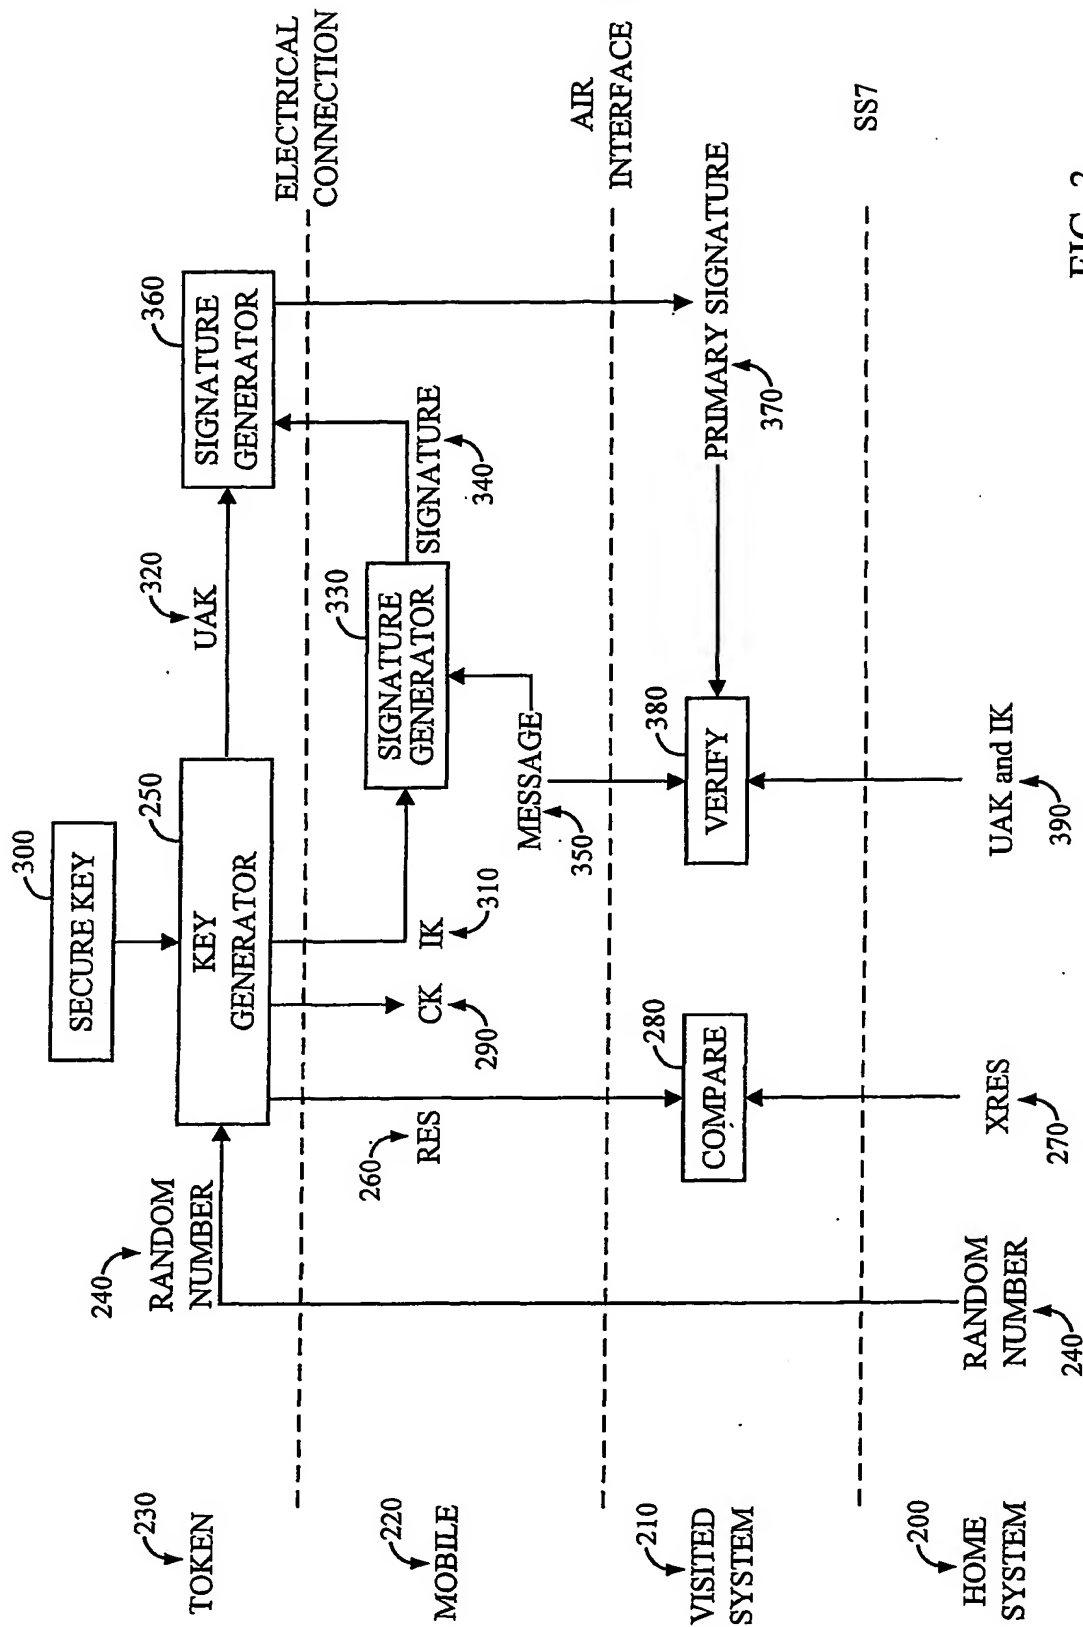 300
SECURE KEY
250
KEY
GENERATOR
240
RANDOM
NUMBER
320
UAK
360
SIGNATURE
GENERATOR
230
TOKEN
ELECTRICAL
CONNECTION
220
MOBILE
260
RES
CK
290
IK
310
330
SIGNATURE
GENERATOR
SIGNATURE
340
MESSAGE
350
AIR
INTERFACE
210
VISITED
SYSTEM
280
COMPARE
380
VERIFY
PRIMARY SIGNATURE
370
SS7
200
HOME
SYSTEM
RANDOM
NUMBER
240
XRES
270
UAK and IK
390